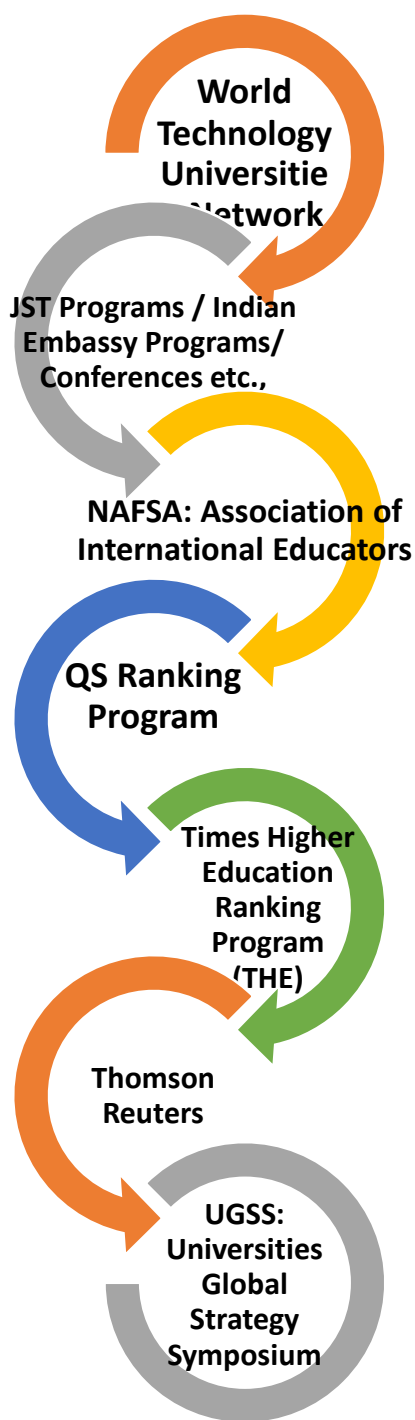 World
Technology
Universitie
Network
JST Programs / Indian
Embassy Programs/
Conferences etc.,
NAFSA: Association of
International Educators
QS Ranking
Program
Times Higher
Education
Ranking
Program
(THE)
Thomson
Reuters
UGSS:
Universities
Global
Strategy
Symposium